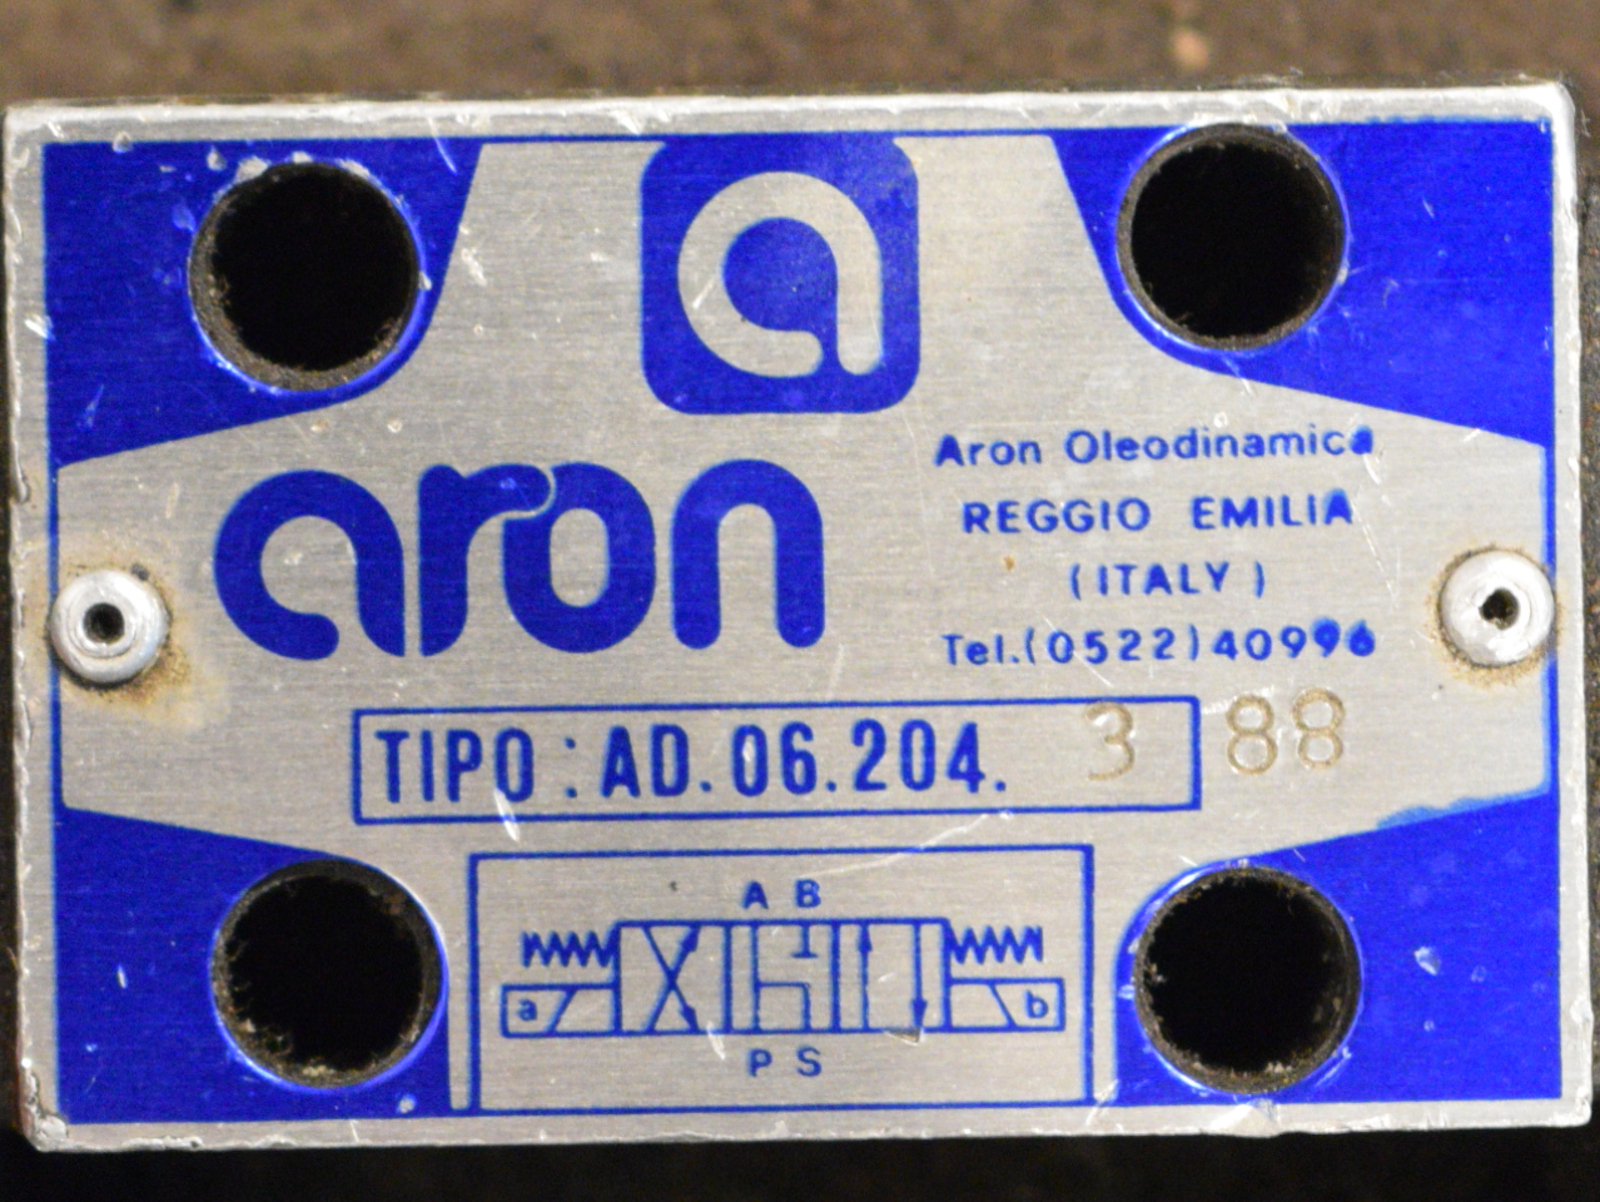 a
aron
Aron Oleodinamica
REGGIO EMILIA
(ITALY)
Tel.(0522)40996
TIPO : AD.06.204. 3 88
A B
a b
P S